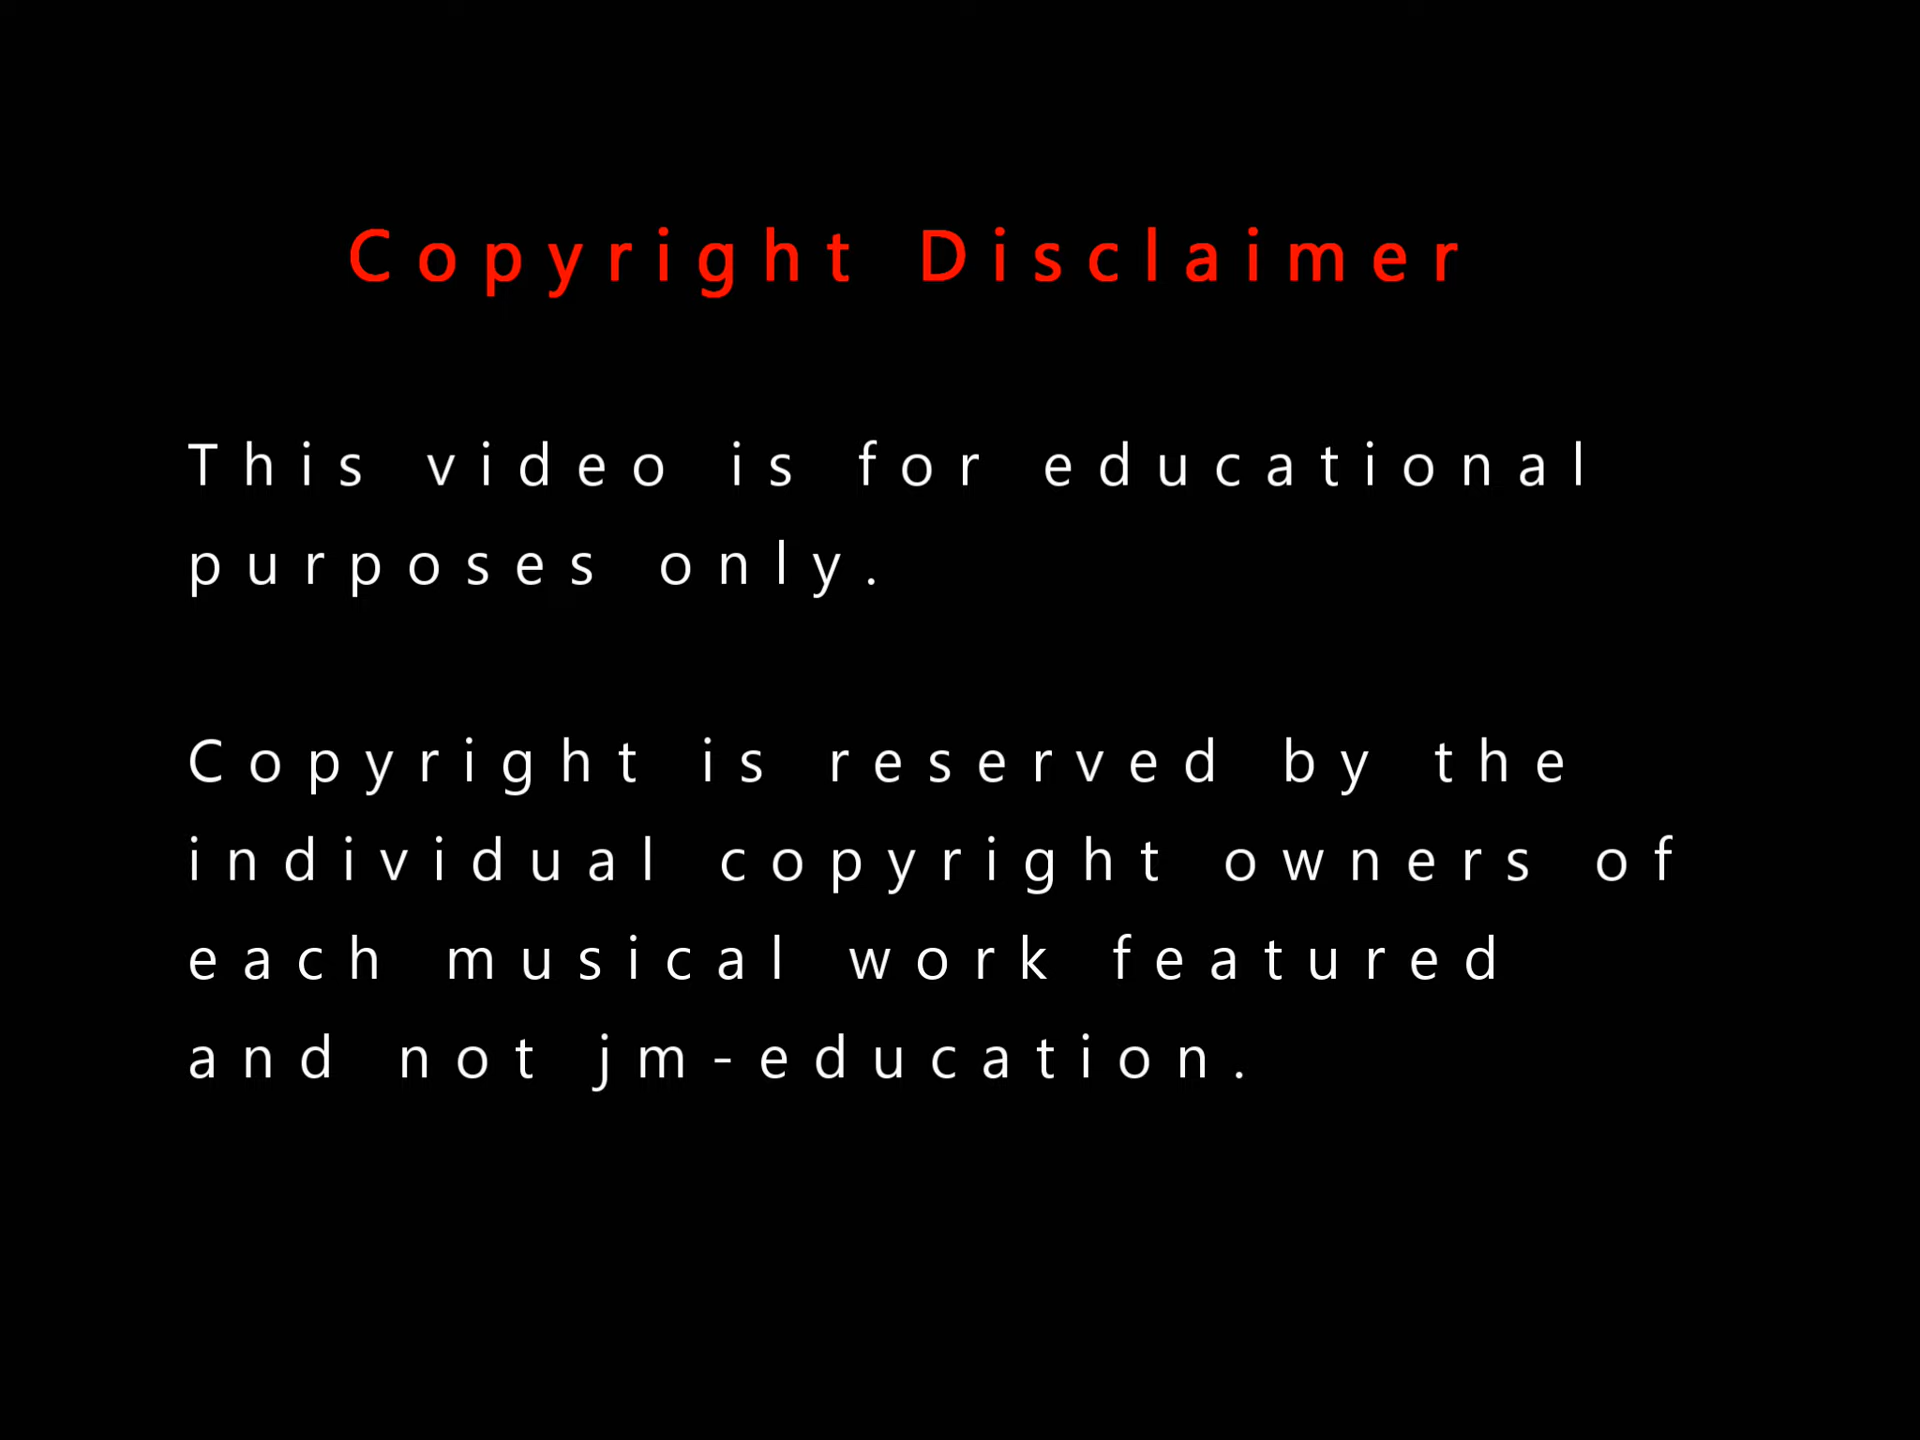 Copyright Disclaimer
This video is for educational
purposes only.
Copyright is reserved by the
individual copyright owners of
each musical work featured
and not jm-education.